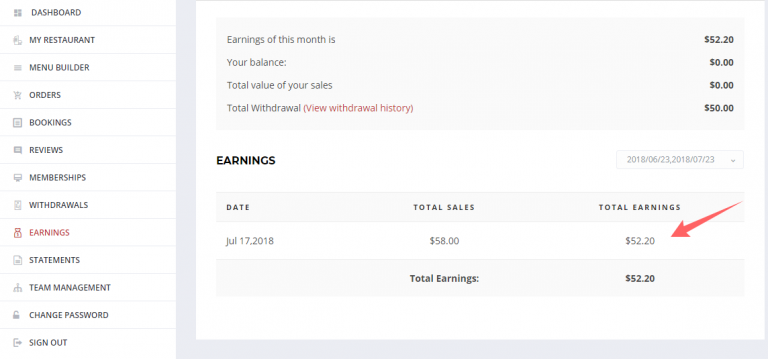 DASHBOARD
MY RESTAURANT
MENU BUILDER
ORDERS
BOOKINGS
REVIEWS
MEMBERSHIPS
WITHDRAWALS
EARNINGS
STATEMENTS
TEAM MANAGEMENT
CHANGE PASSWORD
SIGN OUT
Earnings of this month is $52.20
Your balance: $0.00
Total value of your sales $0.00
Total Withdrawal (View withdrawal history) $50.00
EARNINGS 2018/06/23,2018/07/23
DATE TOTAL SALES TOTAL EARNINGS
Jul 17,2018 $58.00 $52.20
Total Earnings: $52.20